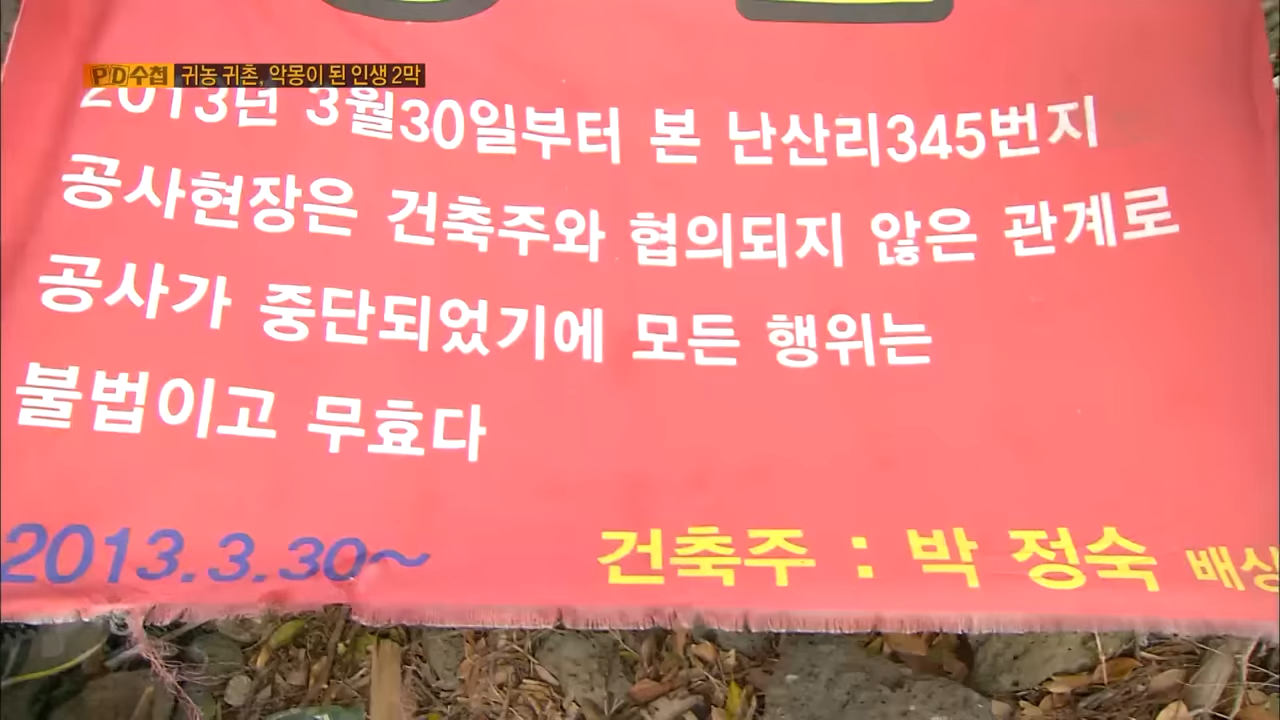 PD수첩 귀농 귀촌, 악몽이 된 인생 2막
2013년 3월30일부터 본 난산리345번지
공사현장은 건축주와 협의되지 않은 관계로
공사가 중단되었기에 모든 행위는
불법이고 무효다
2013.3.30~
건축주 : 박 정숙 배상